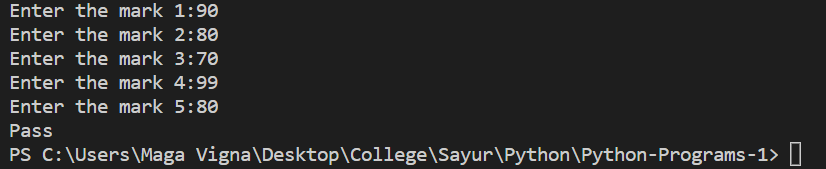 Enter the mark 1:90
Enter the mark 2:80
Enter the mark 3:70
Enter the mark 4:99
Enter the mark 5:80
Pass
PS C:\Users\Maga Vigna\Desktop\College\Sayur\Python\Python-Programs-1>